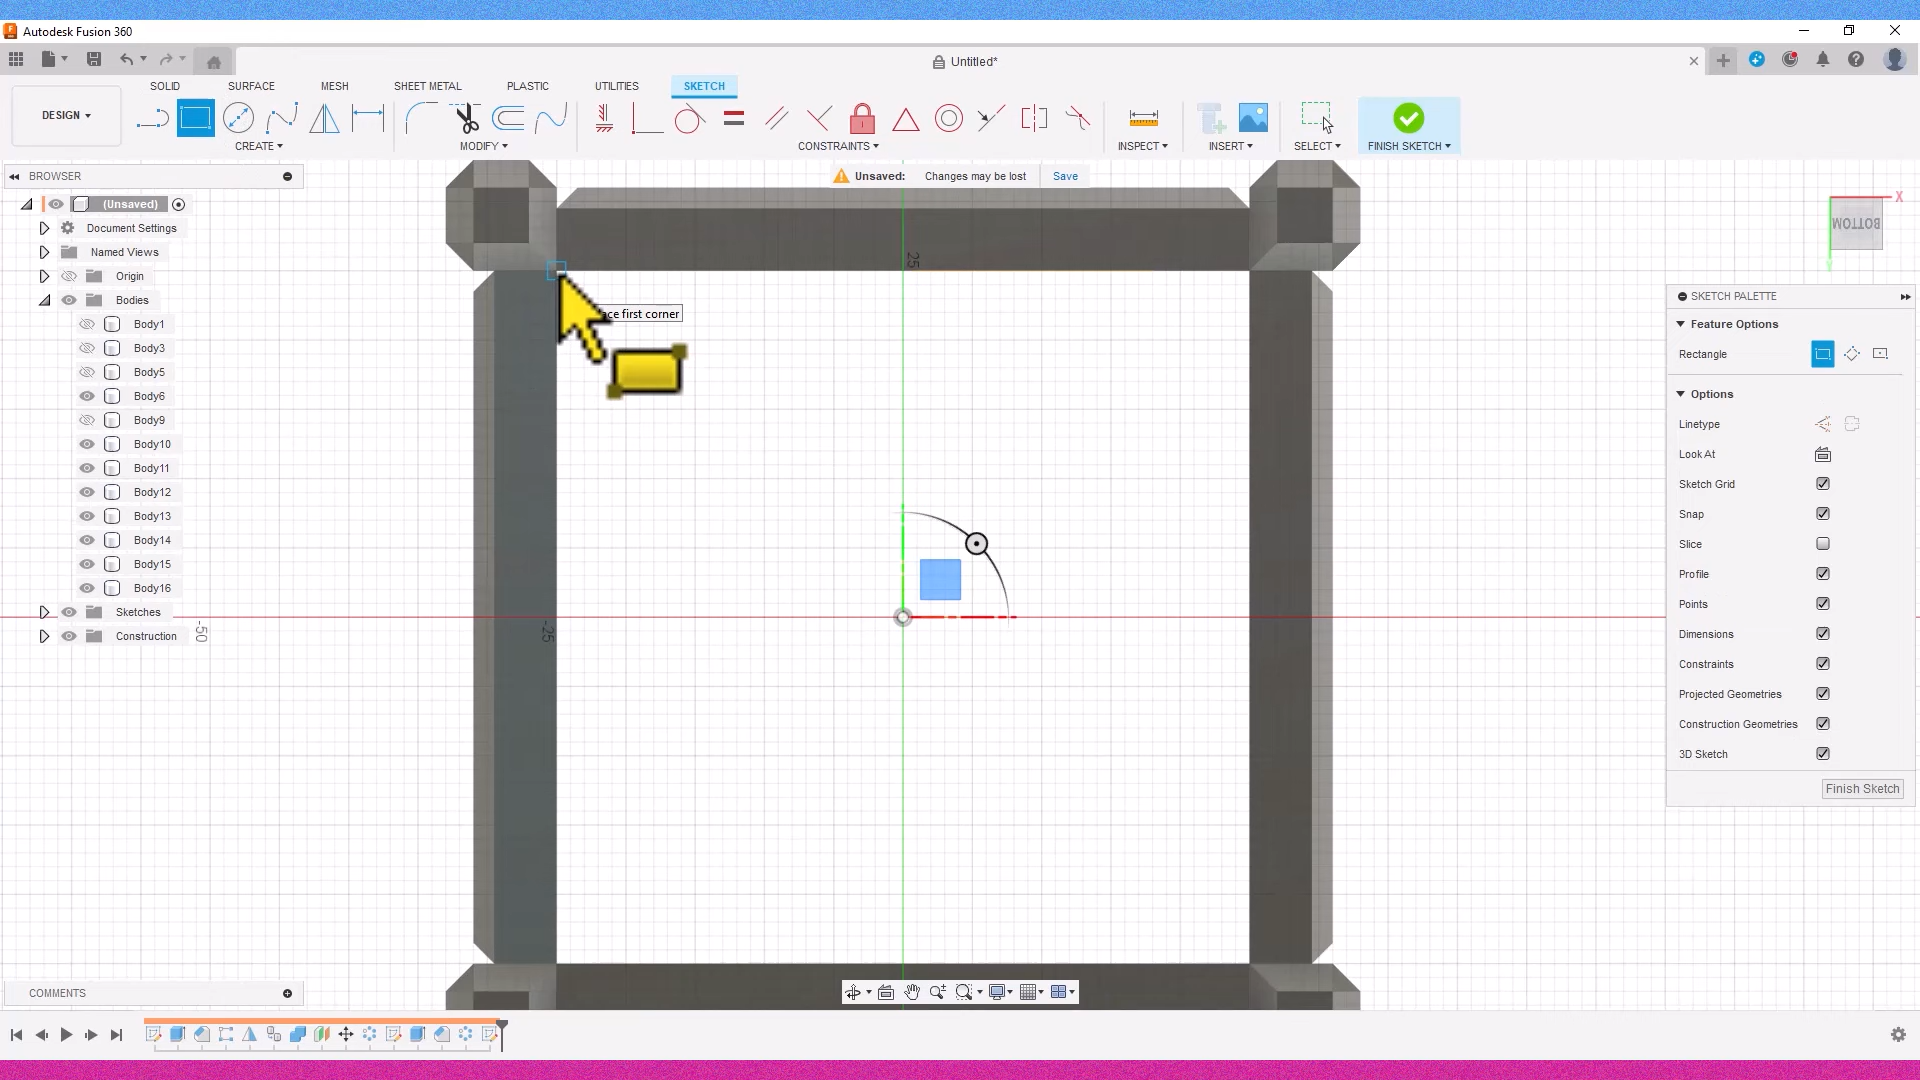 Autodesk Fusion 360
Untitled*
SOLID SURFACE MESH SHEET METAL PLASTIC UTILITIES SKETCH
DESIGN
CREATE MODIFY CONSTRAINTS INSPECT INSERT SELECT FINISH SKETCH
BROWSER
Unsaved: Changes may be lost Save
(Unsaved)
Document Settings
Named Views
Origin
Bodies
Body1
Body3
Body5
Body6
Body9
Body10
Body11
Body12
Body13
Body14
Body15
Body16
Sketches
Construction
25
first corner
-50
-25
X
BOTTOM
Y
SKETCH PALETTE
Feature Options
Rectangle
Options
Linetype
Look At
Sketch Grid
Snap
Slice
Profile
Points
Dimensions
Constraints
Projected Geometries
Construction Geometries
3D Sketch
Finish Sketch
COMMENTS